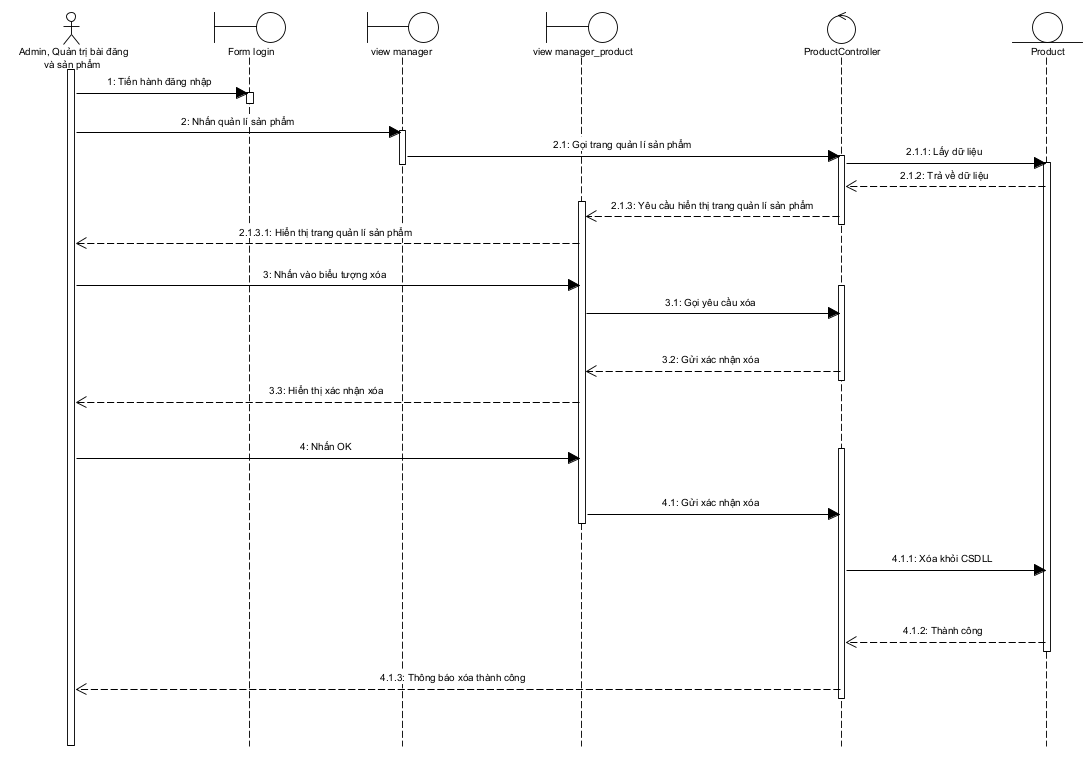 Admin, Quản trị bài đăng
và sản phẩm
Form login
view manager
view manager_product
ProductController
Product
1: Tiến hành đăng nhập
2: Nhấn quản lí sản phẩm
2.1: Gọi trang quản lí sản phẩm
2.1.1: Lấy dữ liệu
2.1.2: Trả về dữ liệu
2.1.3: Yêu cầu hiển thị trang quản lí sản phẩm
2.1.3.1: Hiển thị trang quản lí sản phẩm
3: Nhấn vào biểu tượng xóa
3.1: Gọi yêu cầu xóa
3.2: Gửi xác nhận xóa
3.3: Hiển thị xác nhận xóa
4: Nhấn OK
4.1: Gửi xác nhận xóa
4.1.1: Xóa khỏi CSDLL
4.1.2: Thành công
4.1.3: Thông báo xóa thành công